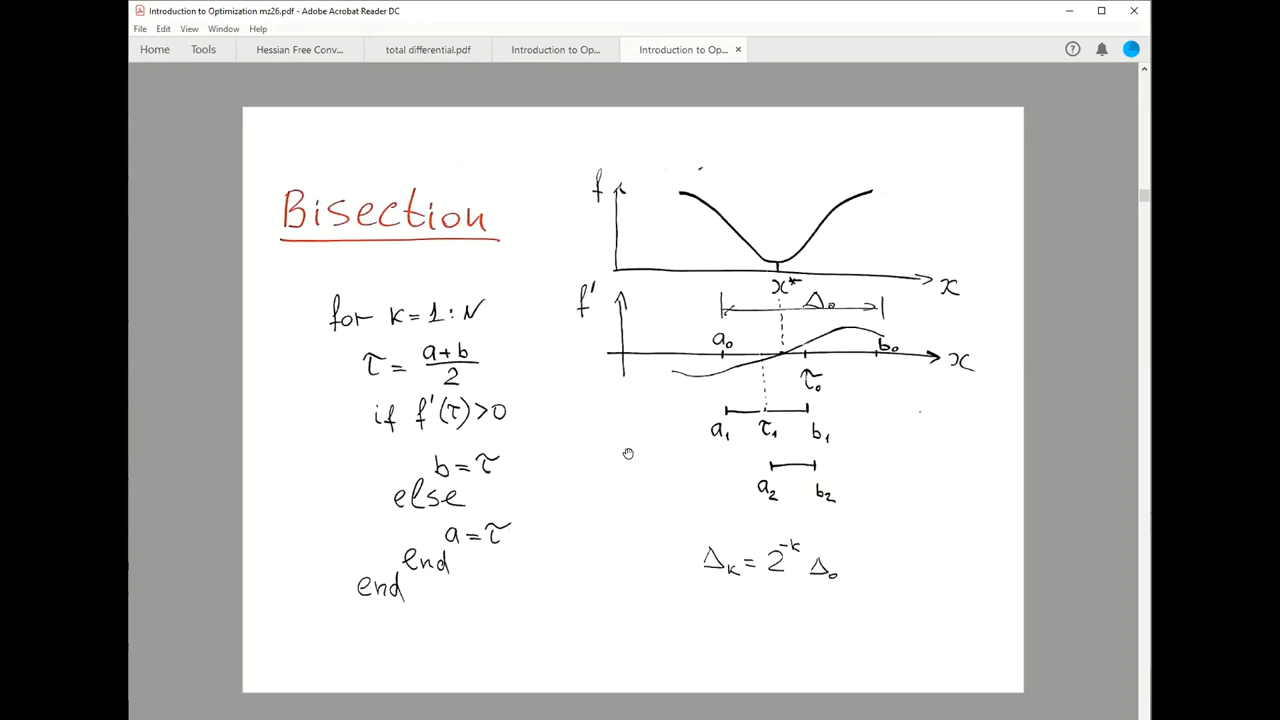 Introduction to Optimization mz26.pdf - Adobe Acrobat Reader DC
File Edit View Window Help
Home Tools Hessian Free Conv... total differential.pdf Introduction to Op... Introduction to Op... ×
Bisection
for k=1:N
τ = (a+b)/2
if f'(τ)>0
b=τ
else
a=τ
end
end
f
x*
x
f'
Δ₀
a₀
b₀
τ₀
x
a₁ τ₁ b₁
a₂ b₂
Δₖ = 2⁻ᵏ Δ₀